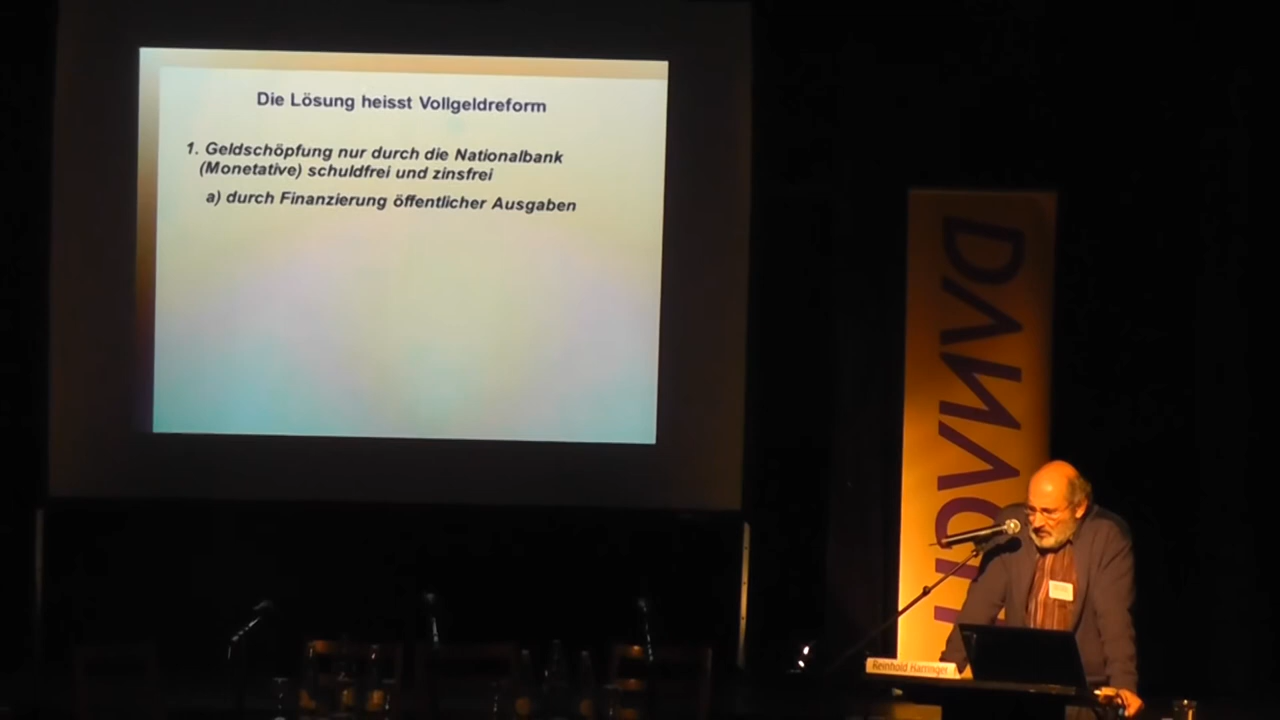 Die Lösung heisst Vollgeldreform
1. Geldschöpfung nur durch die Nationalbank
(Monetative) schuldfrei und zinsfrei
a) durch Finanzierung öffentlicher Ausgaben
Reinhold Harringer